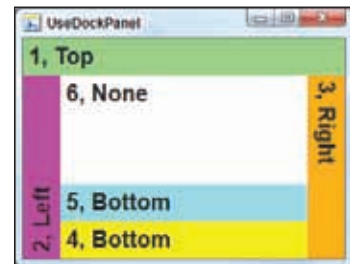 UseDockPanel
1, Top
2, Left
3, Right
6, None
5, Bottom
4, Bottom